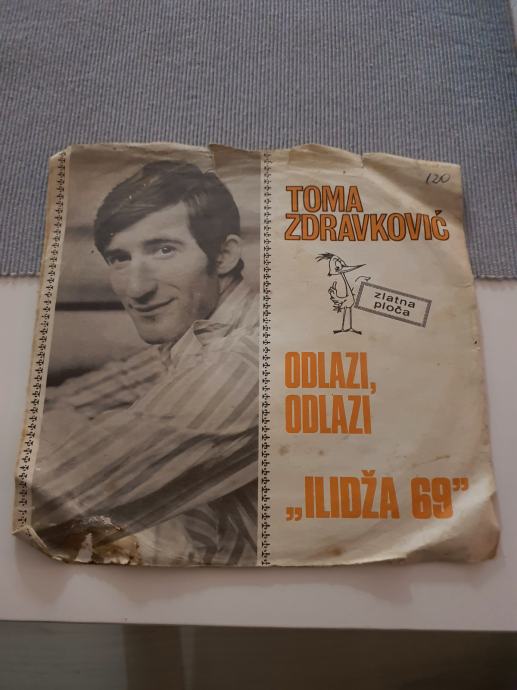 120
TOMA
ZDRAVKOVIĆ
zlatna
ploča
ODLAZI,
ODLAZI
„ILIDŽA 69”